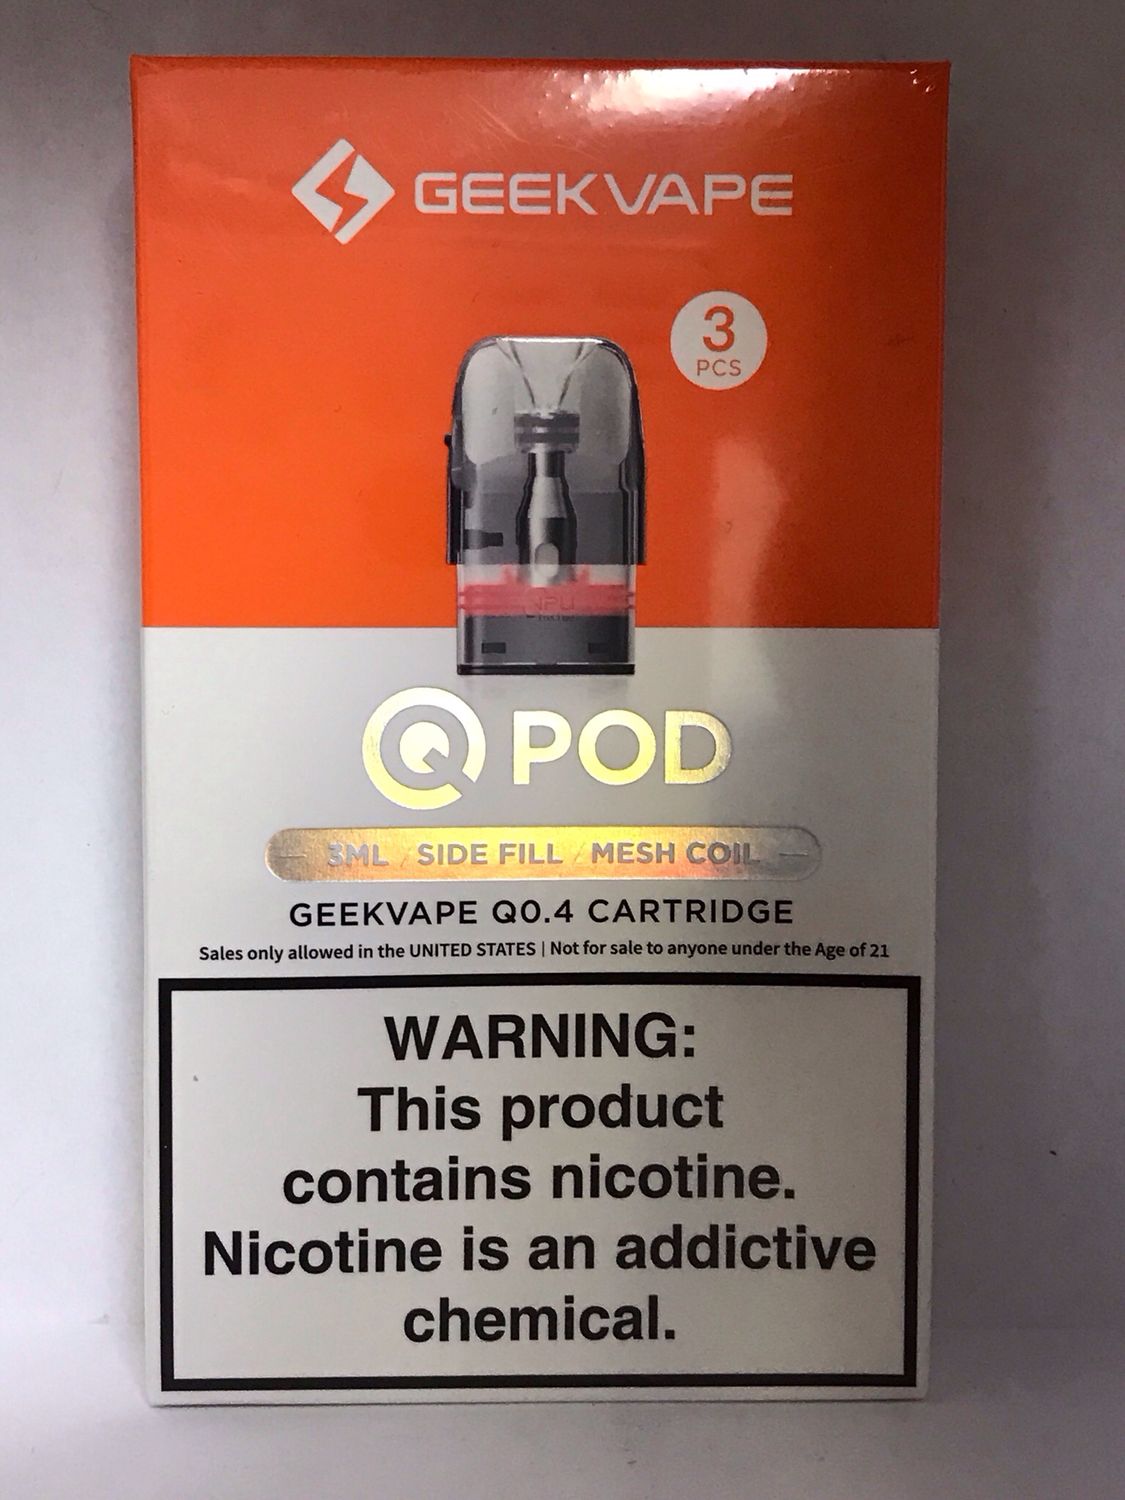 GEEKVAPE
3
PCS
VPU
Q POD
3ML / SIDE FILL / MESH COIL
GEEKVAPE Q0.4 CARTRIDGE
Sales only allowed in the UNITED STATES | Not for sale to anyone under the Age of 21
WARNING:
This product
contains nicotine.
Nicotine is an addictive
chemical.